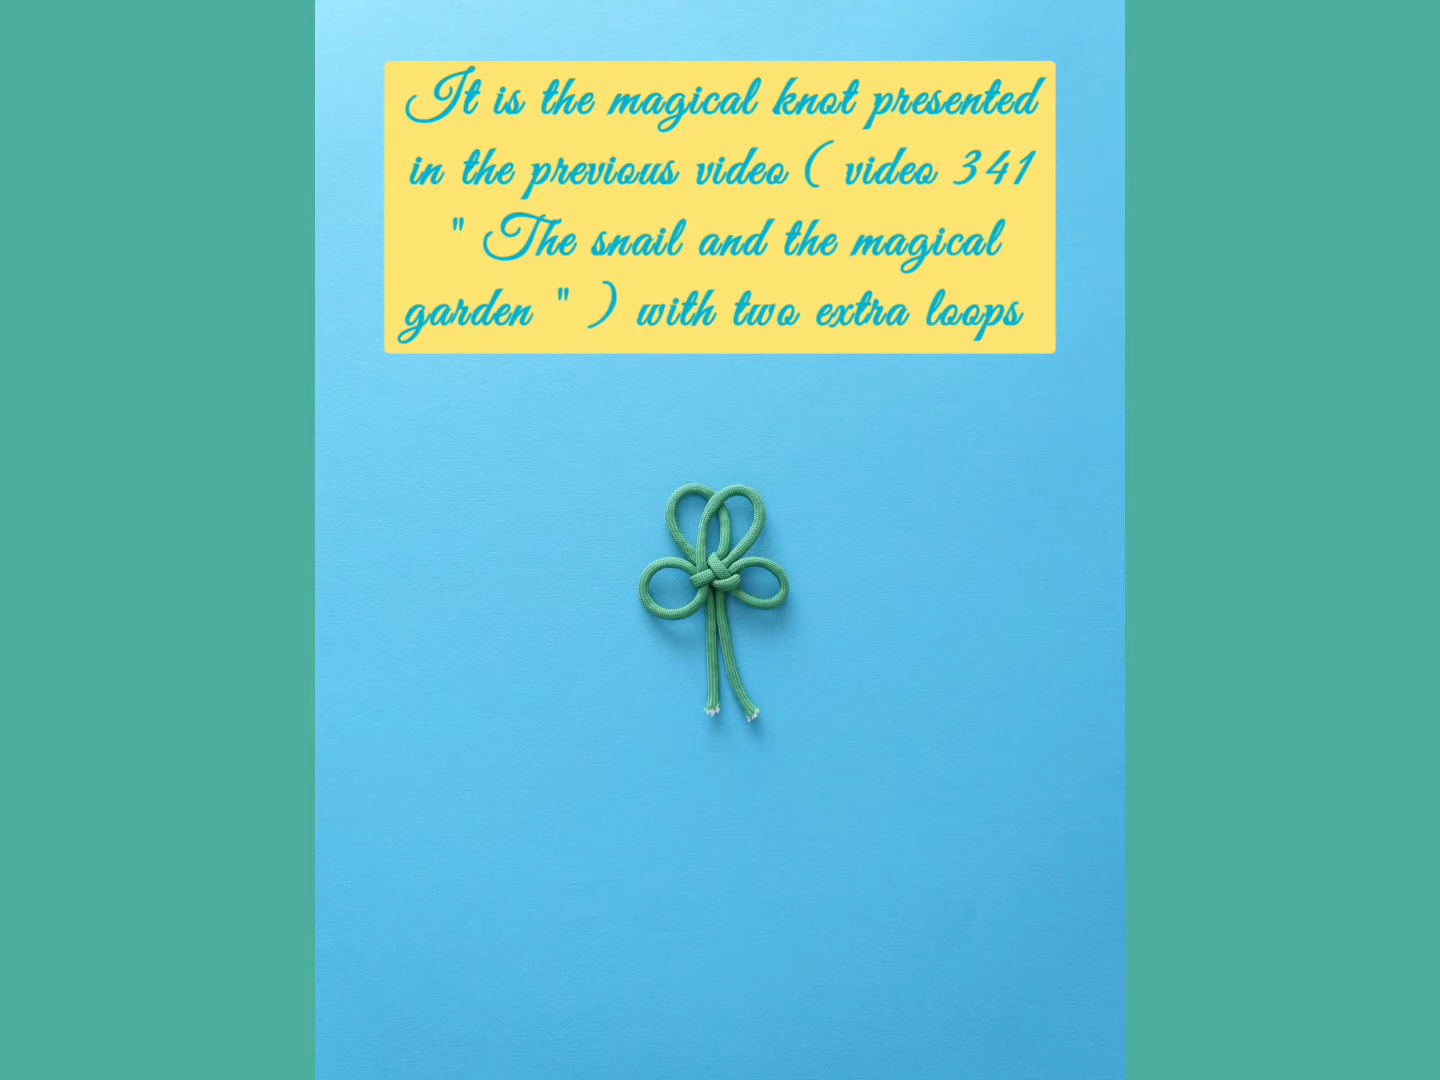 It is the magical knot presented
in the previous video ( video 341
" The snail and the magical
garden " ) with two extra loops